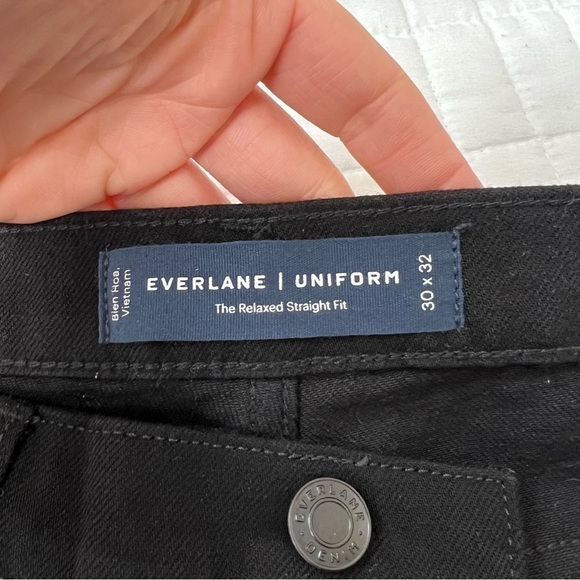 Bien Hoa,
Vietnam
EVERLANE | UNIFORM
The Relaxed Straight Fit
30 x 32
EVERLANE
DENIM